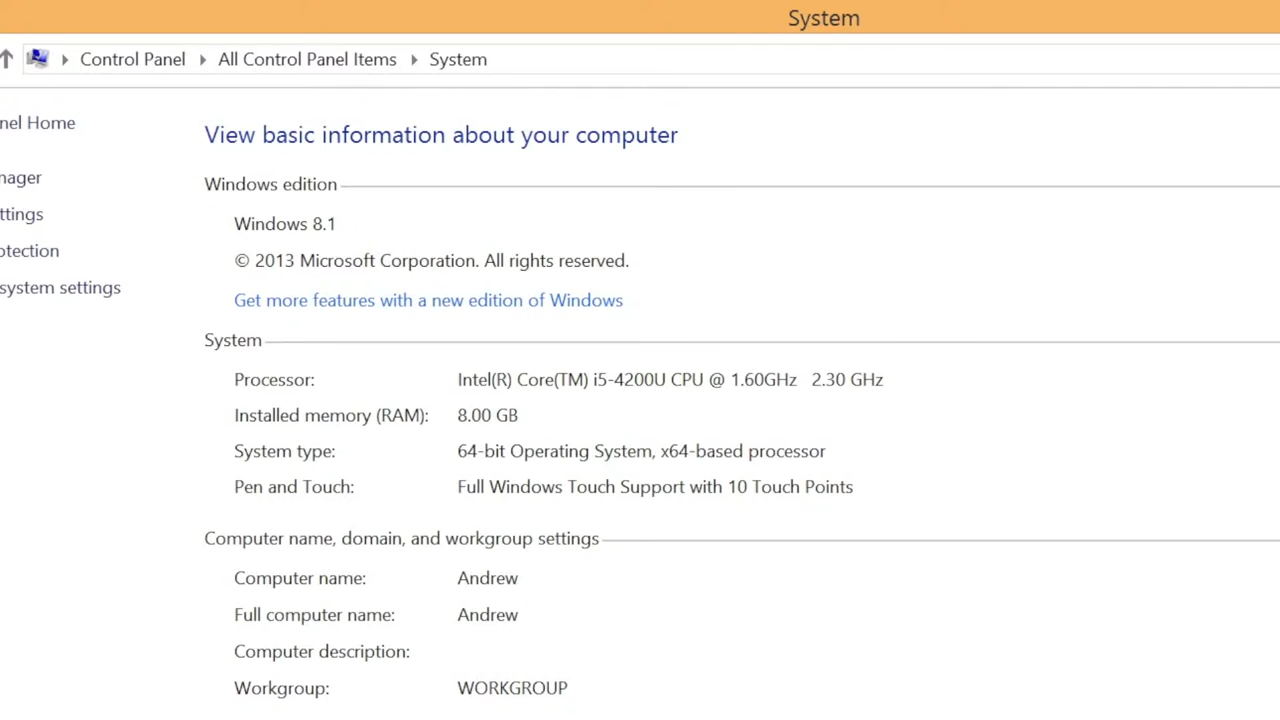 System
Control Panel All Control Panel Items System
nel Home
View basic information about your computer
nager
Windows edition
ttings
Windows 8.1
otection
© 2013 Microsoft Corporation. All rights reserved.
system settings
Get more features with a new edition of Windows
System
Processor: Intel(R) Core(TM) i5-4200U CPU @ 1.60GHz 2.30 GHz
Installed memory (RAM): 8.00 GB
System type: 64-bit Operating System, x64-based processor
Pen and Touch: Full Windows Touch Support with 10 Touch Points
Computer name, domain, and workgroup settings
Computer name: Andrew
Full computer name: Andrew
Computer description:
Workgroup: WORKGROUP